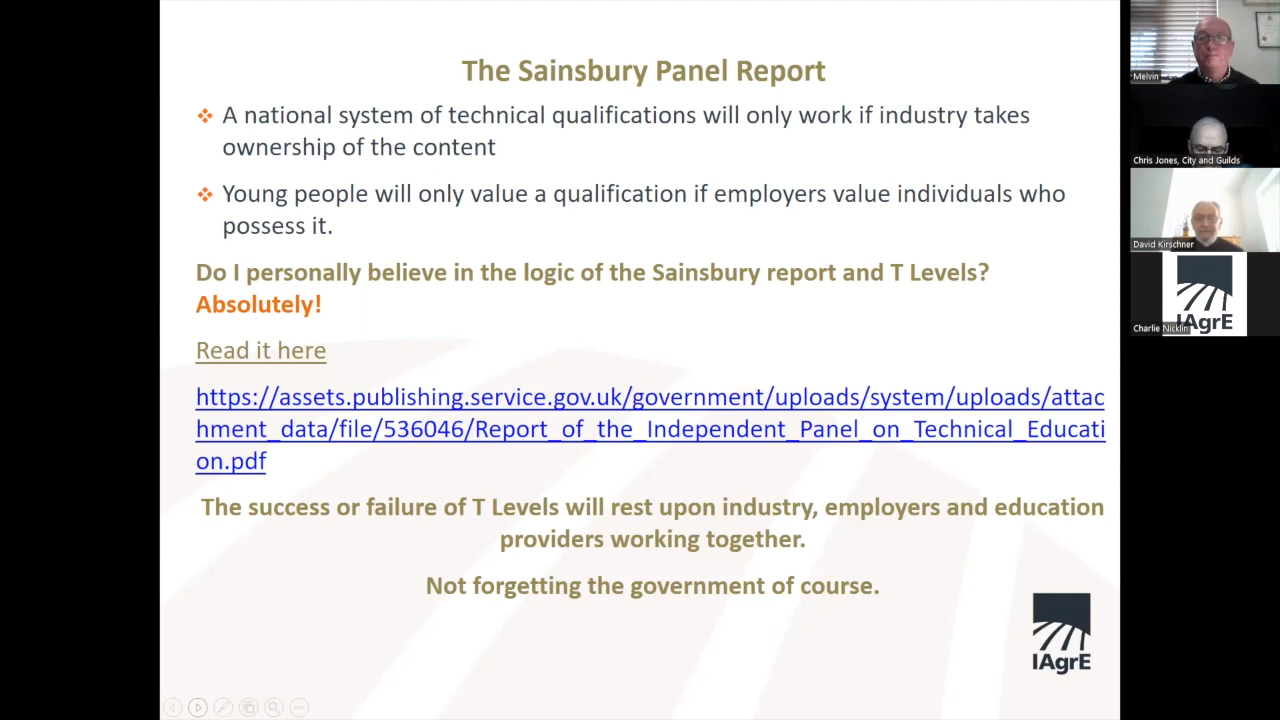 The Sainsbury Panel Report
A national system of technical qualifications will only work if industry takes
ownership of the content
Young people will only value a qualification if employers value individuals who
possess it.
Do I personally believe in the logic of the Sainsbury report and T Levels?
Absolutely!
Read it here
https://assets.publishing.service.gov.uk/government/uploads/system/uploads/attac
hment_data/file/536046/Report_of_the_Independent_Panel_on_Technical_Educati
on.pdf
The success or failure of T Levels will rest upon industry, employers and education
providers working together.
Not forgetting the government of course.
IAgrE
Melvin
Chris Jones, City and Guilds
David Kirschner
IAgrE
Charlie Nicklin